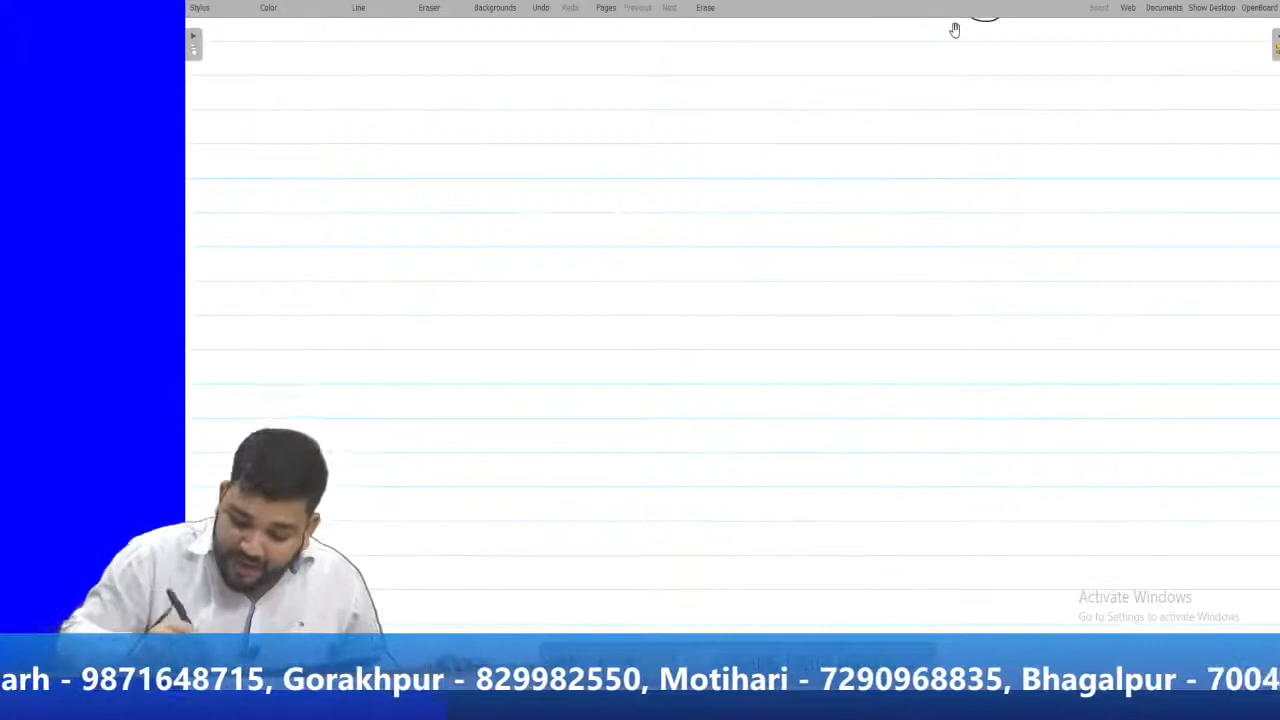 Stylus Color Line Eraser Backgrounds Undo Redo Pages Previous Next Erase Board Web Documents Show Desktop OpenBoard
Activate Windows
Go to Settings to activate Windows
arh - 9871648715, Gorakhpur - 829982550, Motihari - 7290968835, Bhagalpur - 7004